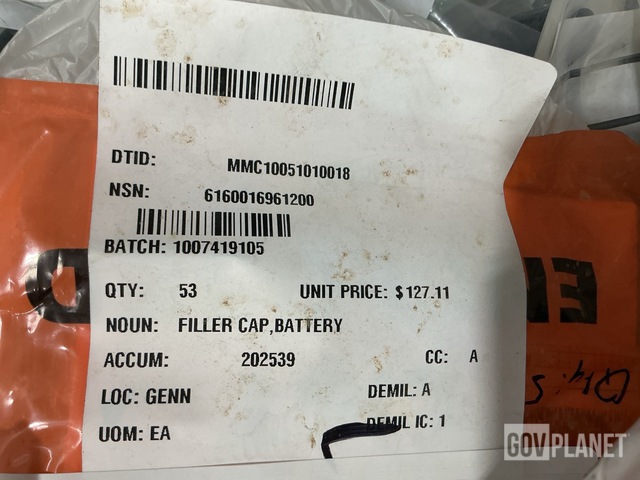 DTID: MMC10051010018
NSN: 6160016961200
BATCH: 1007419105
QTY: 53 UNIT PRICE: $127.11
NOUN: FILLER CAP,BATTERY
ACCUM: 202539 CC: A
LOC: GENN DEMIL: A
UOM: EA DEMIL IC: 1
GOVPLANET